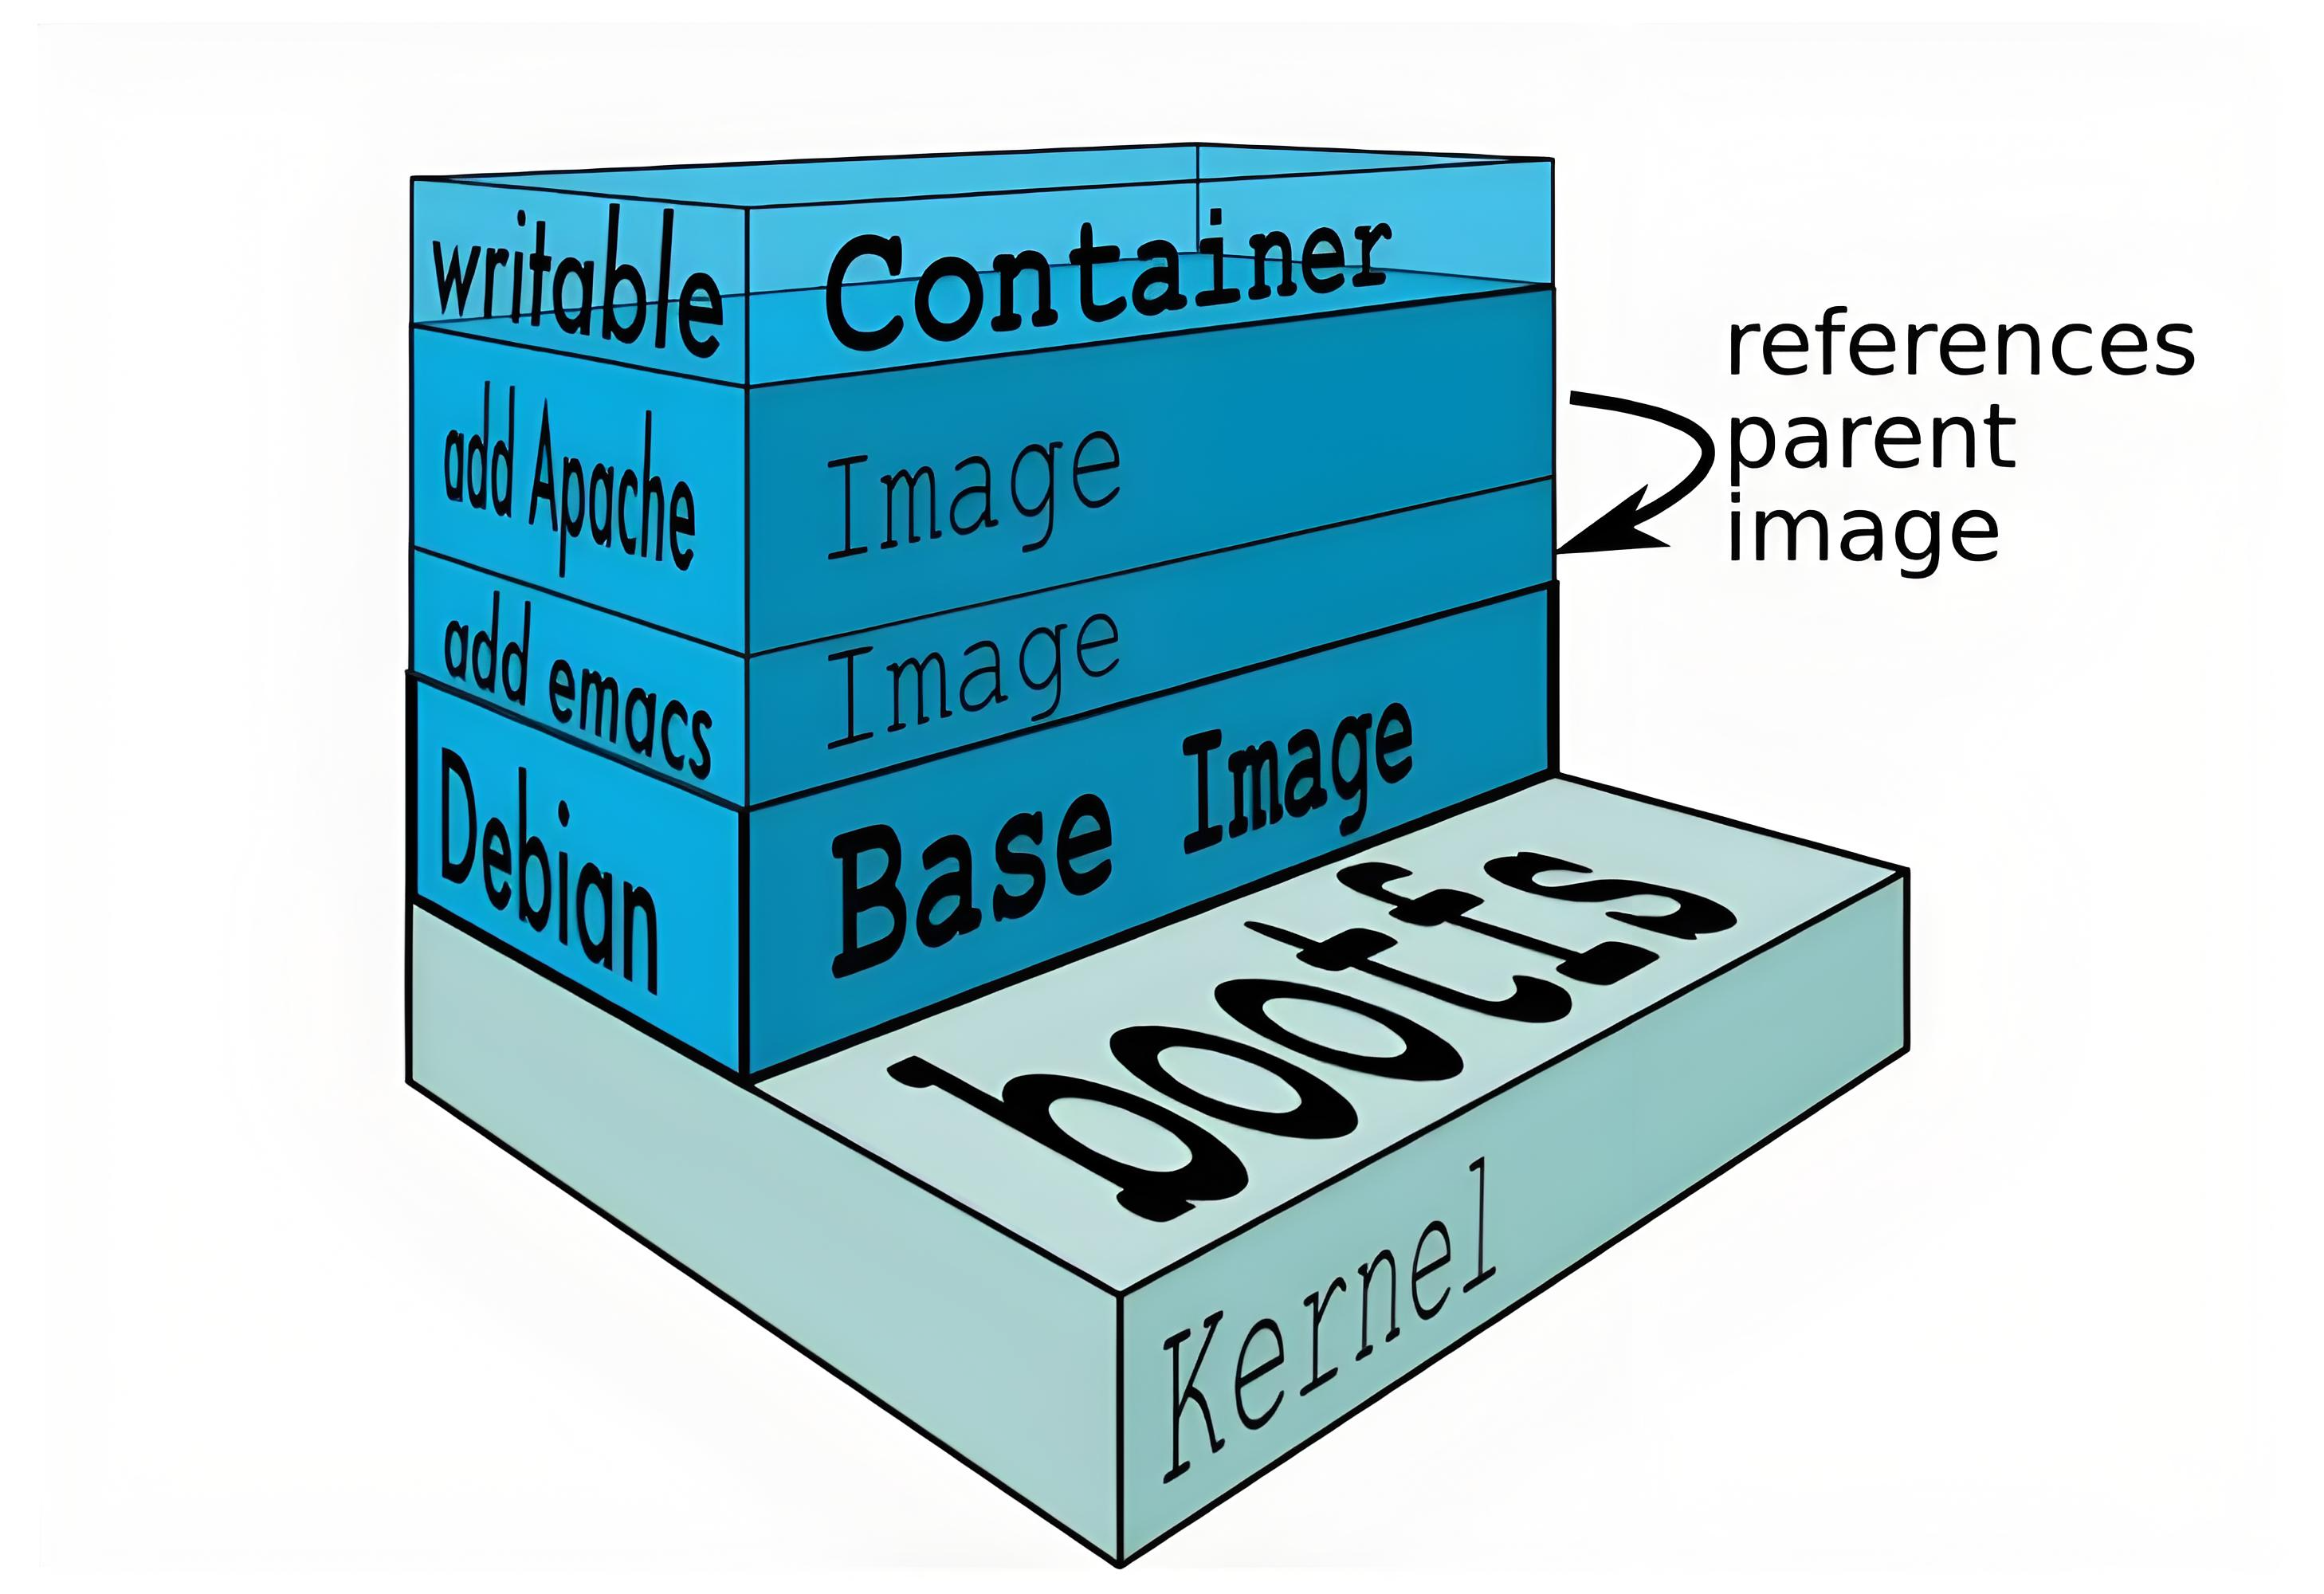 writable Container
add Apache Image
add emacs Image
Debian Base Image
bootfs
Kernel
references
parent
image